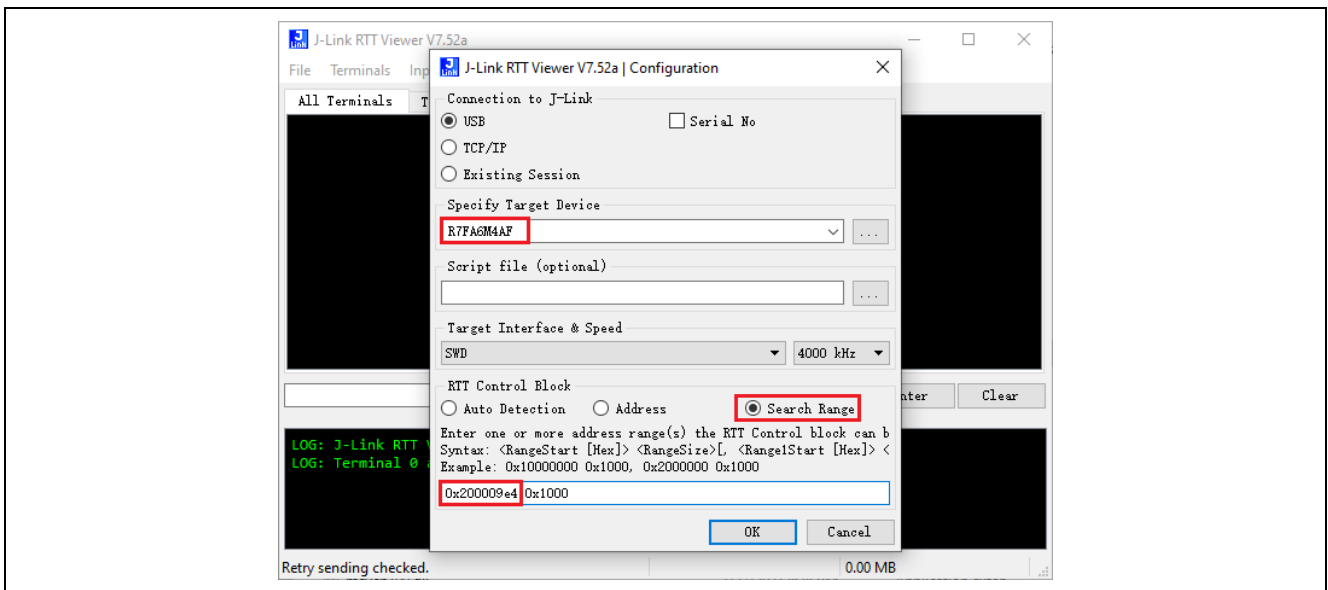 J-Link RTT Viewer V7.52a
File Terminals Inp
J-Link RTT Viewer V7.52a | Configuration
All Terminals T
Connection to J-Link
USB Serial No
TCP/IP
Existing Session
Specify Target Device
R7FA6M4AF ...
Script file (optional)
...
Target Interface & Speed
SWD 4000 kHz
RTT Control Block
Auto Detection Address Search Range
nter Clear
Enter one or more address range(s) the RTT Control block can b
Syntax: <RangeStart [Hex]> <RangeSize>[, <Range1Start [Hex]> <
Example: 0x10000000 0x1000, 0x2000000 0x1000
LOG: J-Link RTT
LOG: Terminal 0 a
0x200009e4 0x1000
OK Cancel
Retry sending checked. 0.00 MB